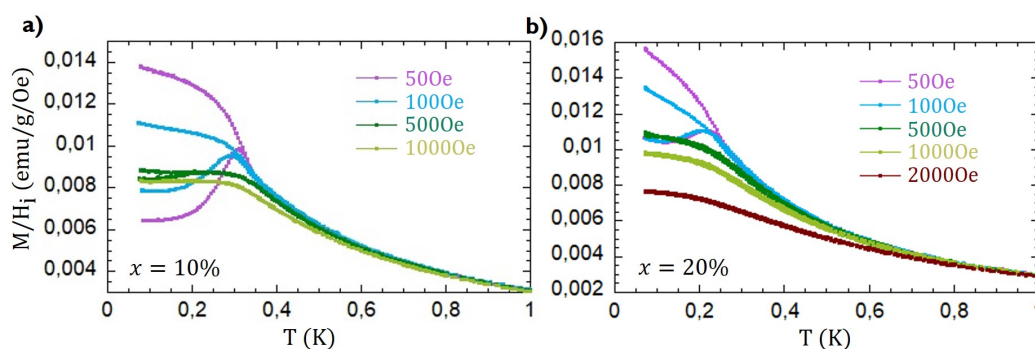 a)
M/Hi (emu/g/Oe)
0,014
0,012
0,01
0,008
0,006
0,004
50Oe
100Oe
500Oe
1000Oe
x = 10%
0 0,2 0,4 0,6 0,8 1
T (K)
b)
0,016
0,014
0,012
0,010
0,008
0,006
0,004
0,002
50Oe
100Oe
500Oe
1000Oe
2000Oe
x = 20%
0 0,2 0,4 0,6 0,8
T (K)